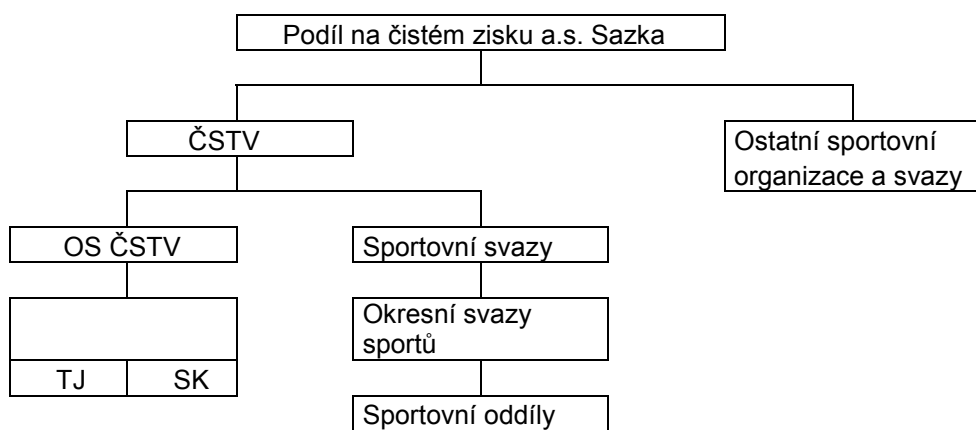 Podíl na čistém zisku a.s. Sazka
ČSTV
Ostatní sportovní
organizace a svazy
OS ČSTV
Sportovní svazy
Okresní svazy
sportů
TJ
SK
Sportovní oddíly